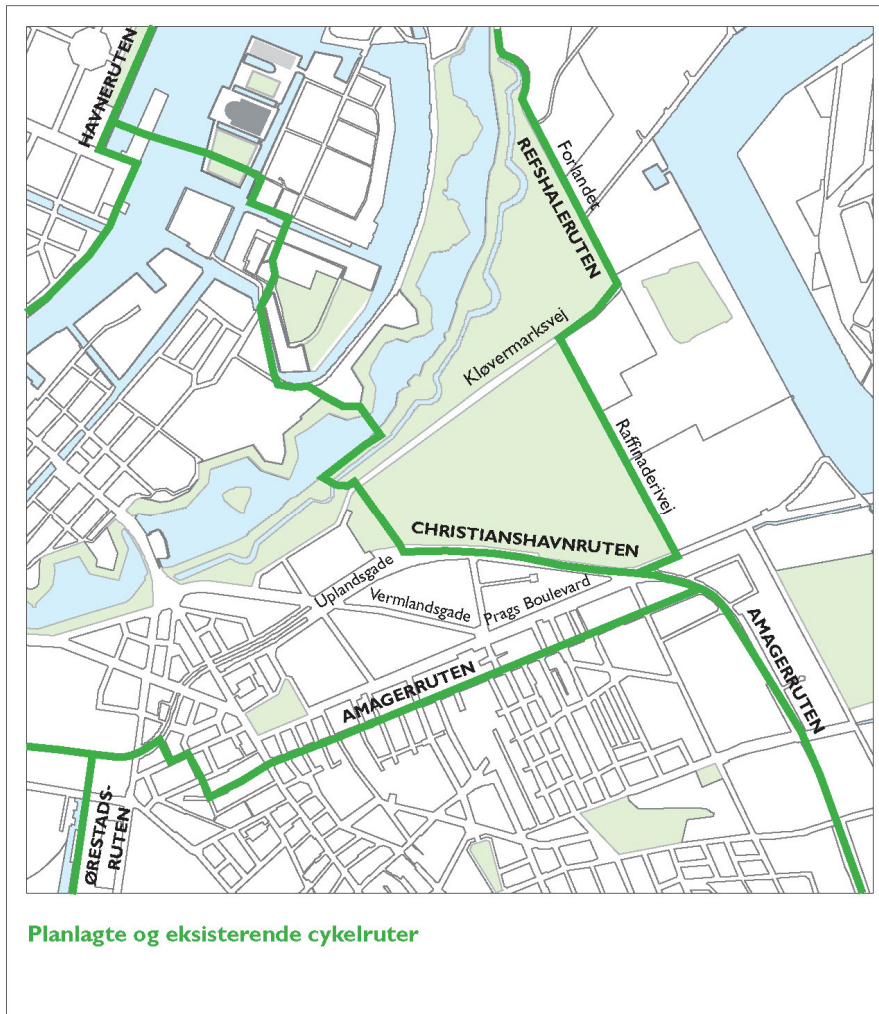 HAVNERUTEN
Forlandet
REFSHALERUTEN
Kløvermarksvej
Raffinaderivej
CHRISTIANSHAVNRUTEN
Uplandsgade
Vermlandsgade
Prags Boulevard
AMAGERRUTEN
AMAGERRUTEN
ØRESTADS-
RUTEN
Planlagte og eksisterende cykelruter